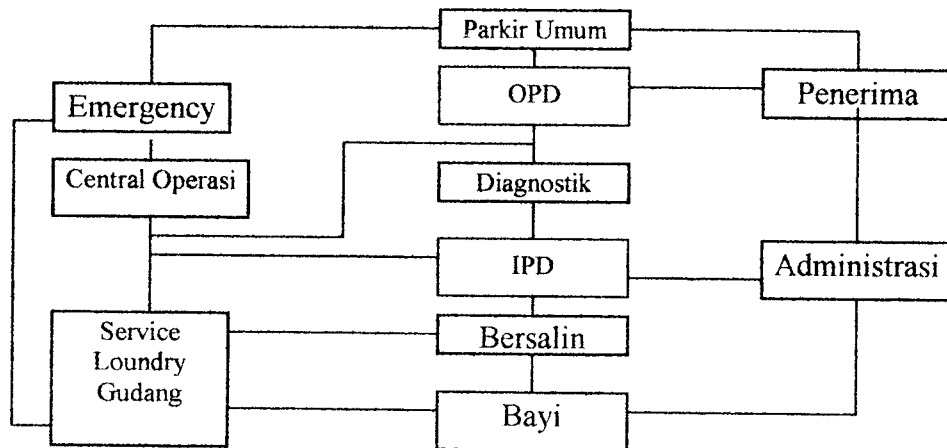 Parkir Umum
OPD
Emergency
Penerima
Central Operasi
Diagnostik
IPD
Administrasi
Service
Loundry
Gudang
Bersalin
Bayi